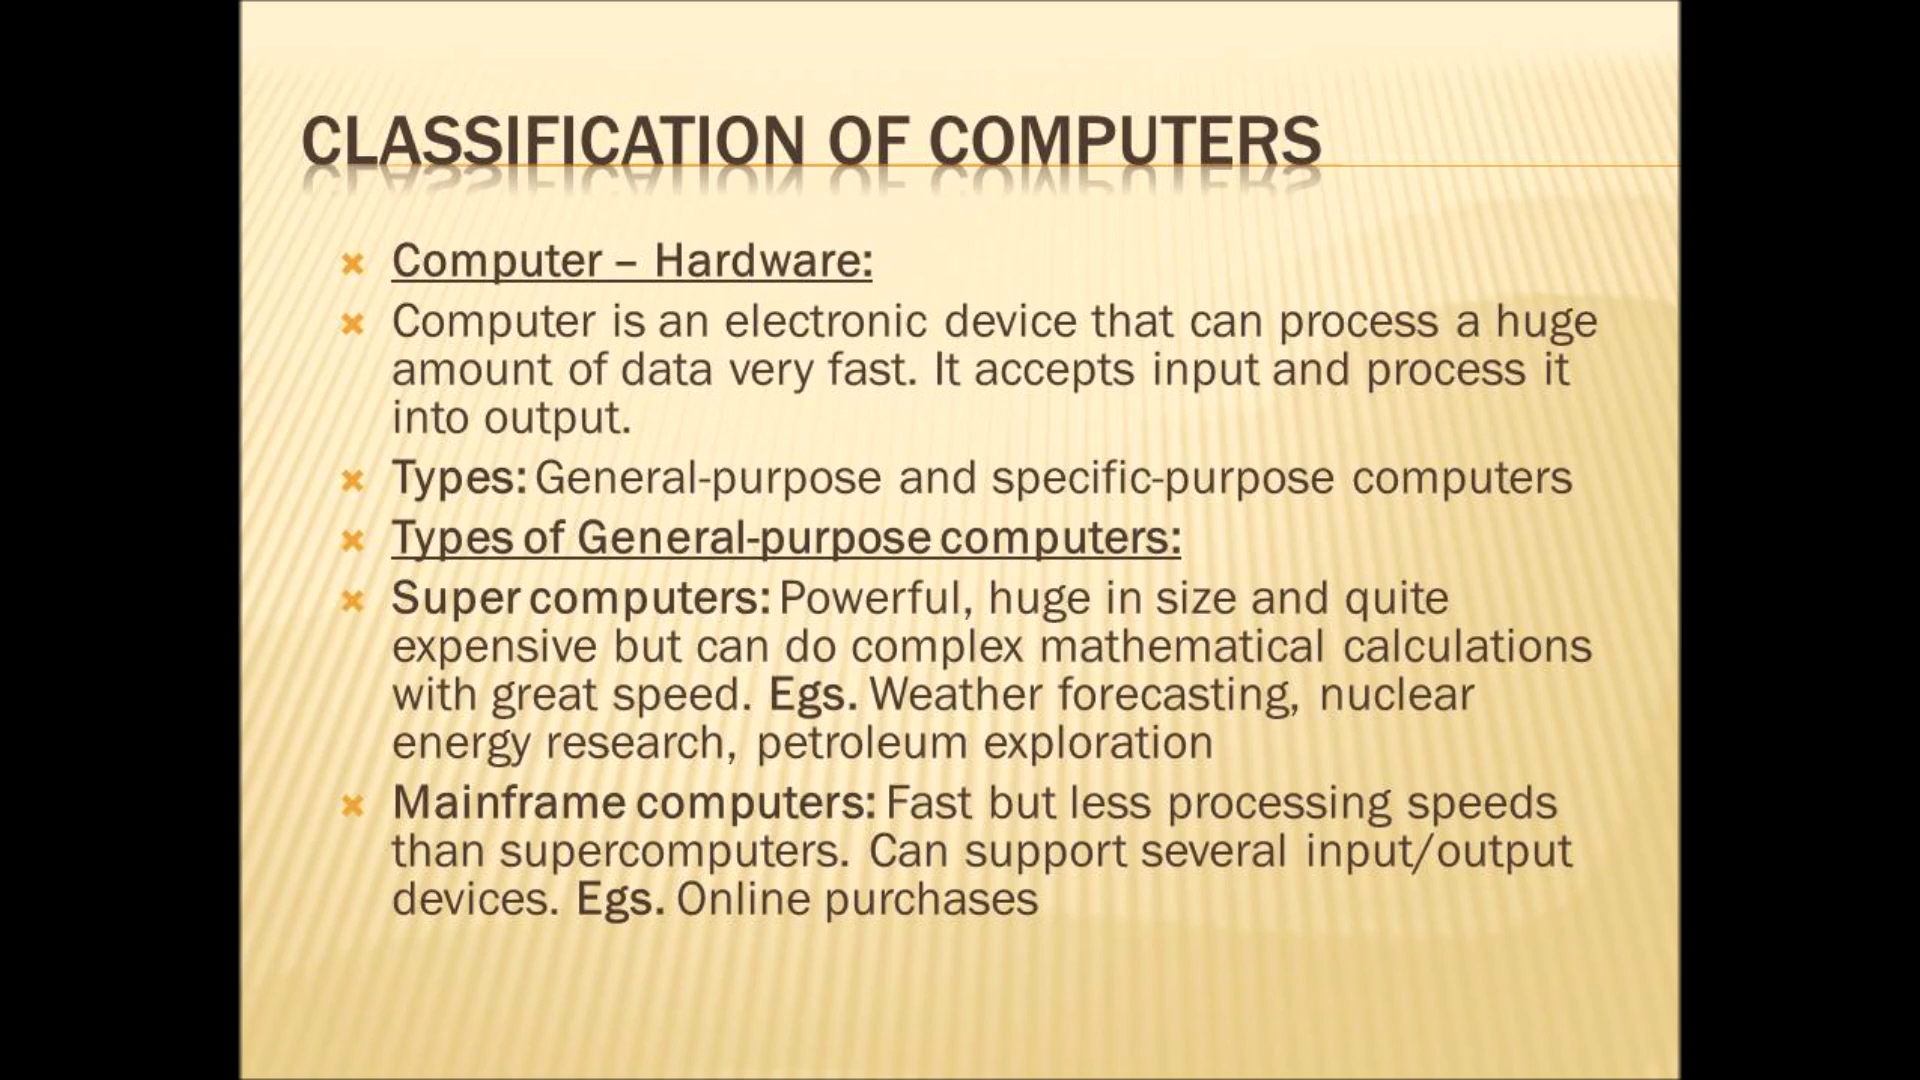 CLASSIFICATION OF COMPUTERS
Computer – Hardware:
Computer is an electronic device that can process a huge
amount of data very fast. It accepts input and process it
into output.
Types: General-purpose and specific-purpose computers
Types of General-purpose computers:
Super computers: Powerful, huge in size and quite
expensive but can do complex mathematical calculations
with great speed. Egs. Weather forecasting, nuclear
energy research, petroleum exploration
Mainframe computers: Fast but less processing speeds
than supercomputers. Can support several input/output
devices. Egs. Online purchases